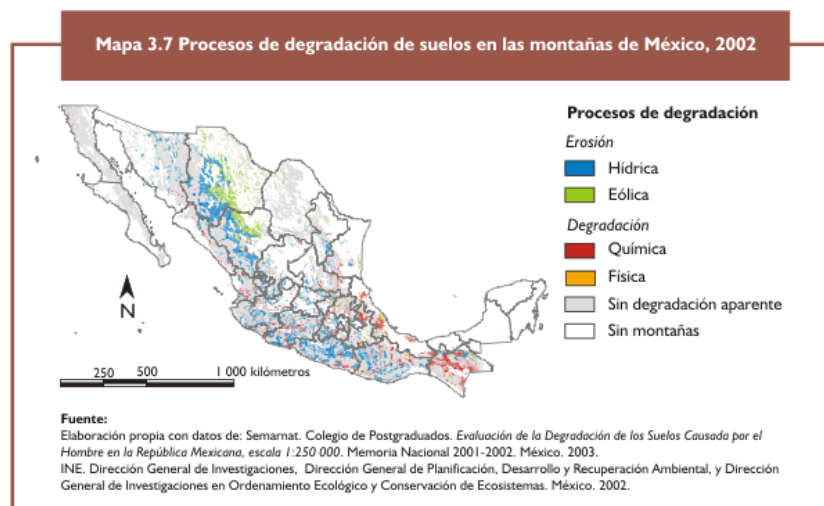 Mapa 3.7 Procesos de degradación de suelos en las montañas de México, 2002
Procesos de degradación
Erosión
Hídrica
Eólica
Degradación
Química
Física
Sin degradación aparente
Sin montañas
N
250 500 1 000 kilómetros
Fuente:
Elaboración propia con datos de: Semarnat. Colegio de Postgraduados. Evaluación de la Degradación de los Suelos Causada por el
Hombre en la República Mexicana, escala 1:250 000. Memoria Nacional 2001-2002. México. 2003.
INE. Dirección General de Investigaciones, Dirección General de Planificación, Desarrollo y Recuperación Ambiental, y Dirección
General de Investigaciones en Ordenamiento Ecológico y Conservación de Ecosistemas. México. 2002.